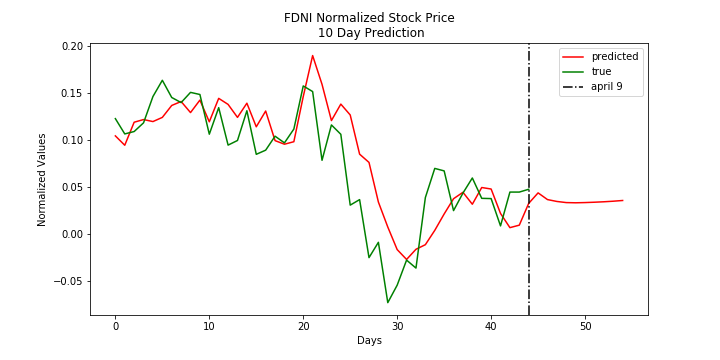 FDNI Normalized Stock Price
10 Day Prediction
0.20
0.15
0.10
0.05
0.00
−0.05
Normalized Values
predicted
true
april 9
0 10 20 30 40 50
Days